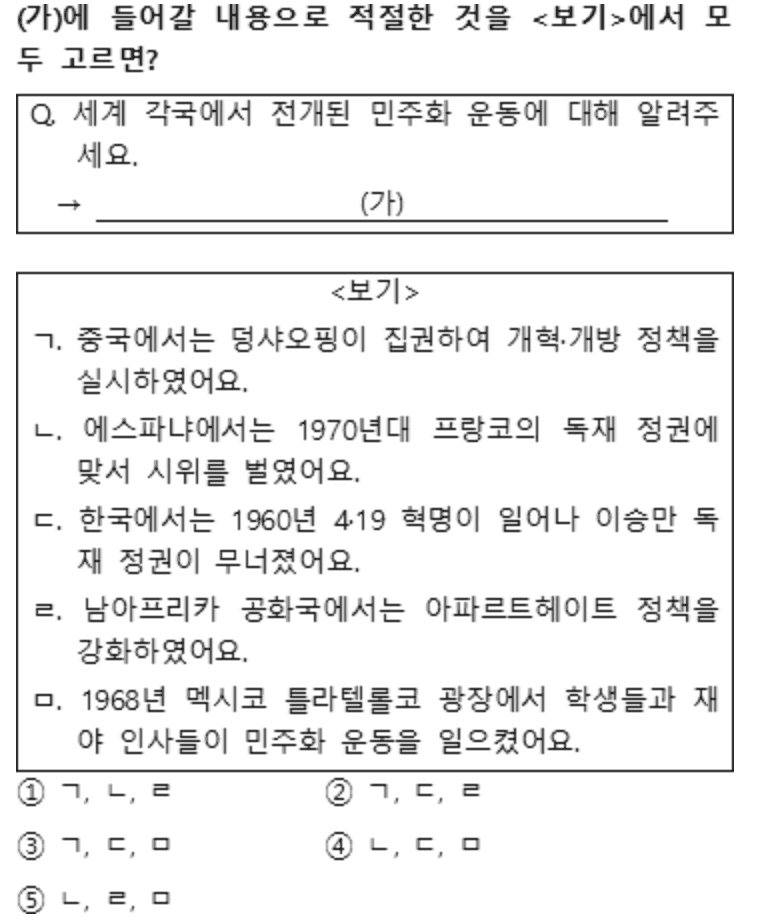 (가)에 들어갈 내용으로 적절한 것을 <보기>에서 모
두 고르면?
Q. 세계 각국에서 전개된 민주화 운동에 대해 알려주
세요.
→ (가)
<보기>
ㄱ. 중국에서는 덩샤오핑이 집권하여 개혁·개방 정책을
실시하였어요.
ㄴ. 에스파냐에서는 1970년대 프랑코의 독재 정권에
맞서 시위를 벌였어요.
ㄷ. 한국에서는 1960년 4·19 혁명이 일어나 이승만 독
재 정권이 무너졌어요.
ㄹ. 남아프리카 공화국에서는 아파르트헤이트 정책을
강화하였어요.
ㅁ. 1968년 멕시코 틀라텔롤코 광장에서 학생들과 재
야 인사들이 민주화 운동을 일으켰어요.
① ㄱ, ㄴ, ㄹ ② ㄱ, ㄷ, ㄹ
③ ㄱ, ㄷ, ㅁ ④ ㄴ, ㄷ, ㅁ
⑤ ㄴ, ㄹ, ㅁ